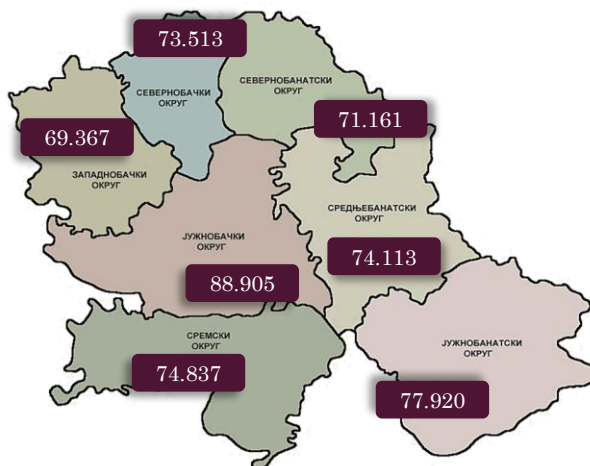 73.513
СЕВЕРНОБАЧКИ
ОКРУГ
СЕВЕРНОБАНАТСКИ
ОКРУГ
71.161
69.367
ЗАПАДНОБАЧКИ
ОКРУГ
СРЕДЊЕБАНАТСКИ
ОКРУГ
74.113
ЈУЖНОБАЧКИ
ОКРУГ
88.905
СРЕМСКИ
ОКРУГ
74.837
ЈУЖНОБАНАТСКИ
ОКРУГ
77.920